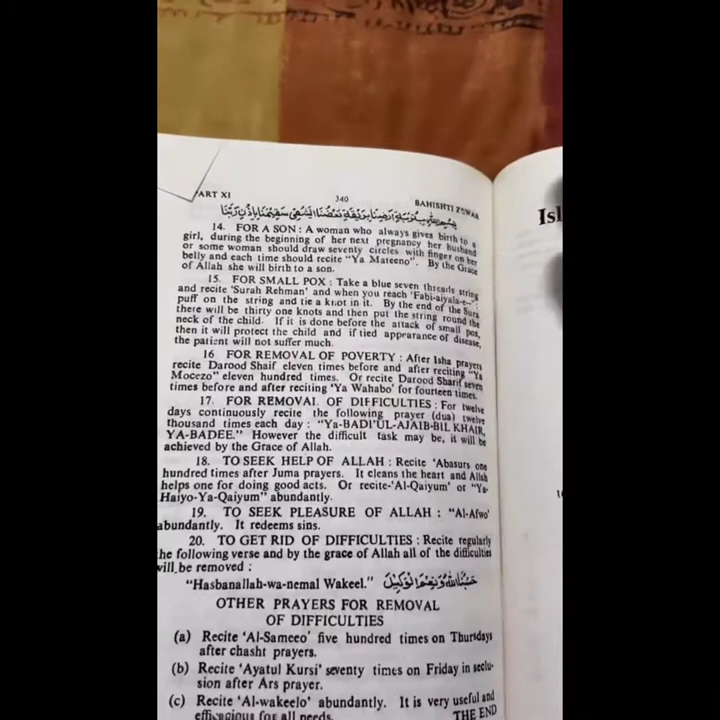 PART XI 340 BAHISHTI ZEWAR
بِسْمِ اللهِ بِتُرْبَةِ اَرْضِنَا بِرِيْقَةِ بَعْضِنَا لِيُشْفٰى سَقِيْمُنَا بِاِذْنِ رَبِّنَا
14. FOR A SON : A woman who always gives birth to a
girl, during the beginning of her next pregnancy her husband
or some woman should draw seventy circles with finger on her
belly and each time should recite "Ya Mateeno". By the Grace
of Allah she will birth to a son.
15. FOR SMALL POX : Take a blue seven threads string
and recite 'Surah Rehman' and when you reach 'Fabi-aiyala-e--'
puff on the string and tie a knot in it. By the end of the Sura
there will be thirty one knots and then put the string round the
neck of the child. If it is done before the attack of small pox,
then it will protect the child and if tied appearance of disease,
the patient will not suffer much.
16 FOR REMOVAL OF POVERTY : After Isha prayers
recite Darood Shaif eleven times before and after reciting "Ya
Mocezo" eleven hundred times. Or recite Darood Sharif seven
times before and after reciting 'Ya Wahabo' for fourteen times.
17. FOR REMOVAL OF DIFFICULTIES : For twelve
days continuously recite the following prayer (dua) twelve
thousand times each day : "Ya-BADI'UL-AJAIB-BIL KHAIR,
YA-BADEE." However the difficult task may be, it will be
achieved by the Grace of Allah.
18. TO SEEK HELP OF ALLAH : Recite 'Abasurs one
hundred times after Juma prayers. It cleans the heart and Allah
helps one for doing good acts. Or recite-'Al-Qaiyum' or "Ya-
Haiyo-Ya-Qaiyum" abundantly.
19. TO SEEK PLEASURE OF ALLAH : "Al-Afwo'
abundantly. It redeems sins.
20. TO GET RID OF DIFFICULTIES : Recite regularly
he following verse and by the grace of Allah all of the difficulties
will be removed :
"Hasbanallah-wa-nemal Wakeel." حَسْبُنَا اللهُ وَنِعْمَ الْوَكِيْلُ
OTHER PRAYERS FOR REMOVAL
OF DIFFICULTIES
(a) Recite 'Al-Sameeo' five hundred times on Thursdays
after chasht prayers.
(b) Recite 'Ayatul Kursi' seventy times on Friday in seclu-
sion after Ars prayer.
(c) Recite 'Al-wakeelo' abundantly. It is very useful and
efficacious for all needs. THE END
Isl